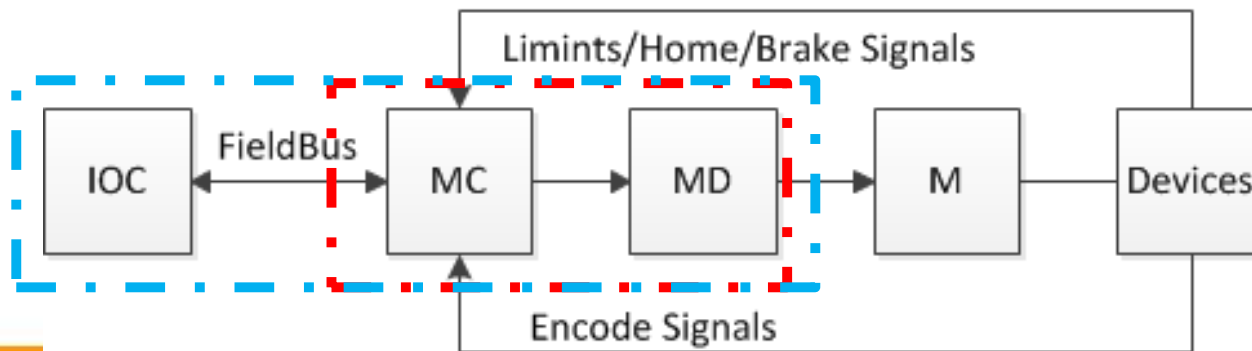 Limints/Home/Brake Signals
FieldBus
IOC
MC
MD
M
Devices
Encode Signals